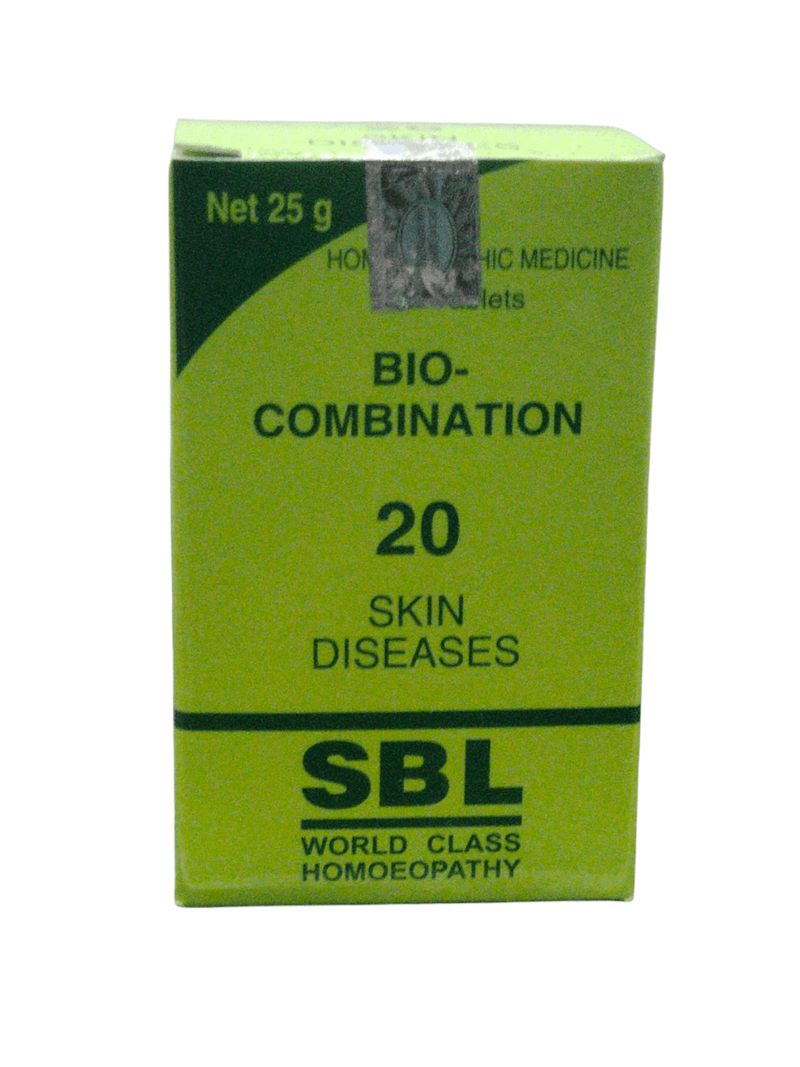 Net 25 g
HIC MEDICINE
BIO-
COMBINATION
20
SKIN
DISEASES
SBL
WORLD CLASS
HOMOEOPATHY